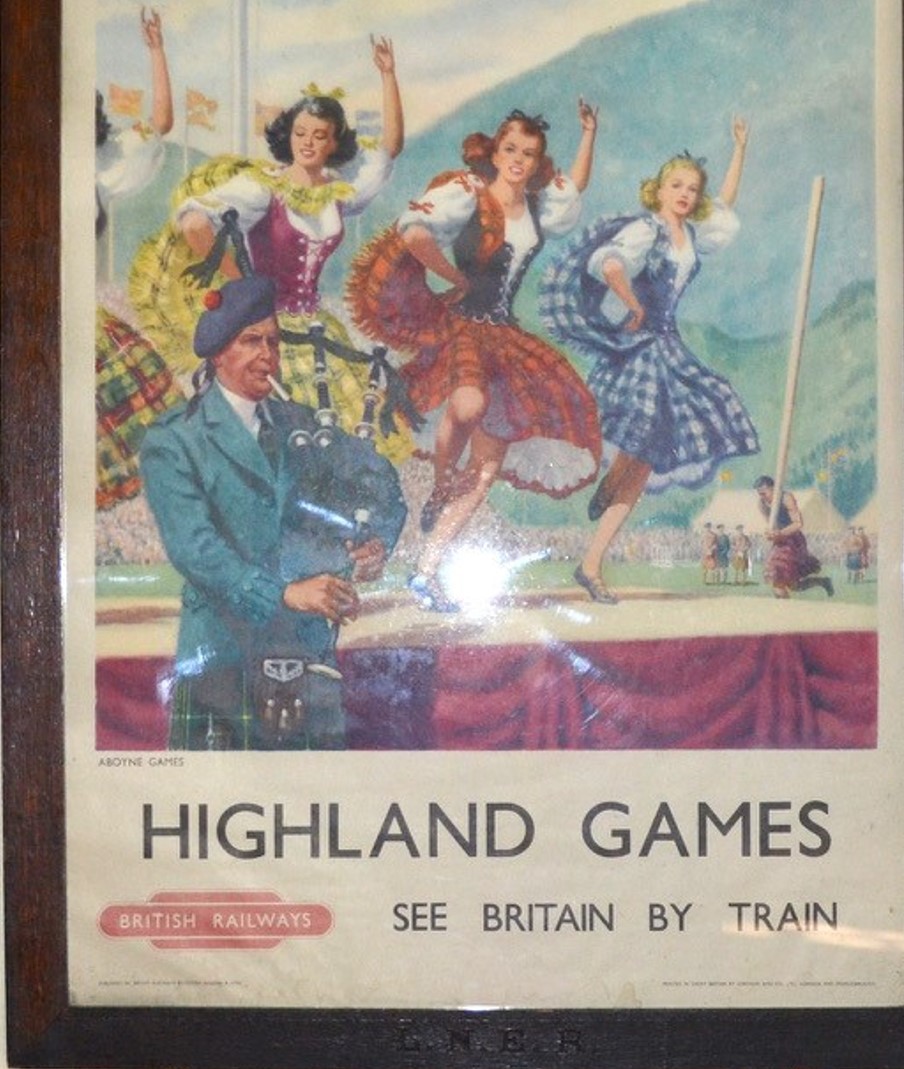 ABOYNE GAMES
HIGHLAND GAMES
BRITISH RAILWAYS
SEE BRITAIN BY TRAIN
L.N.E.R.